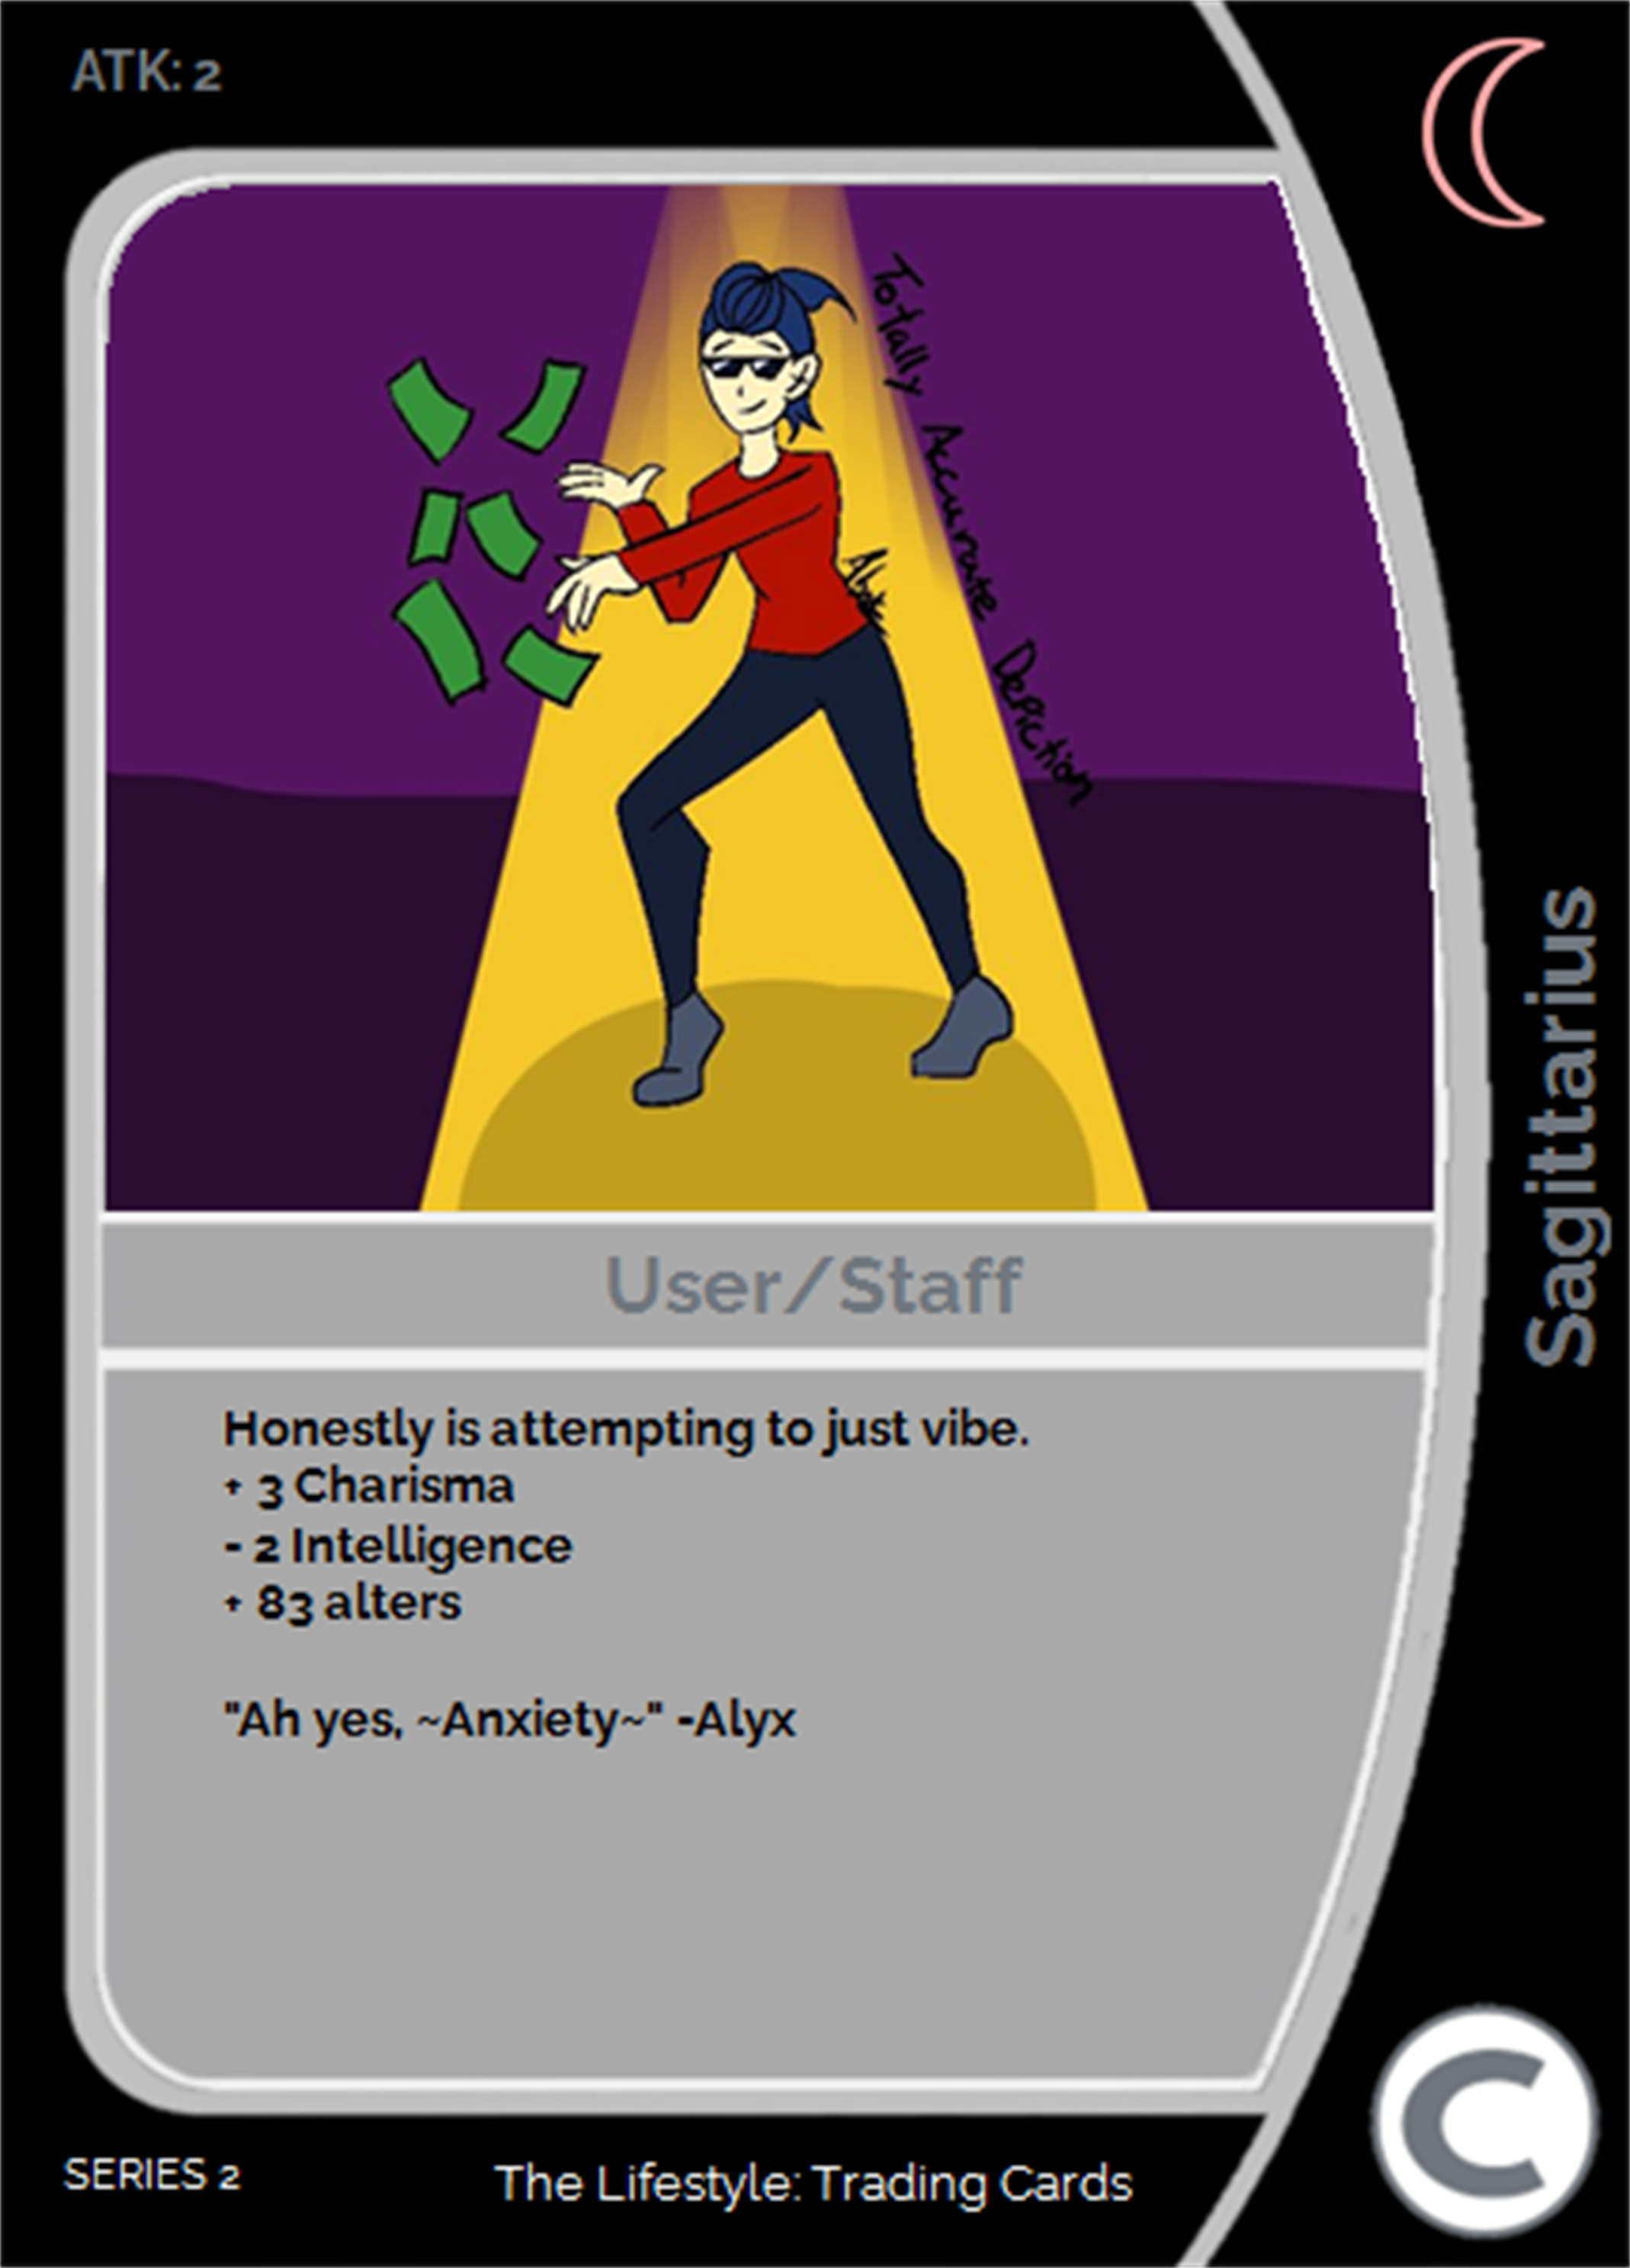 ATK: 2
Totally Accurate Depiction
Sagittarius
User/Staff
Honestly is attempting to just vibe.
+ 3 Charisma
- 2 Intelligence
+ 83 alters
"Ah yes, ~Anxiety~" -Alyx
C
SERIES 2
The Lifestyle: Trading Cards